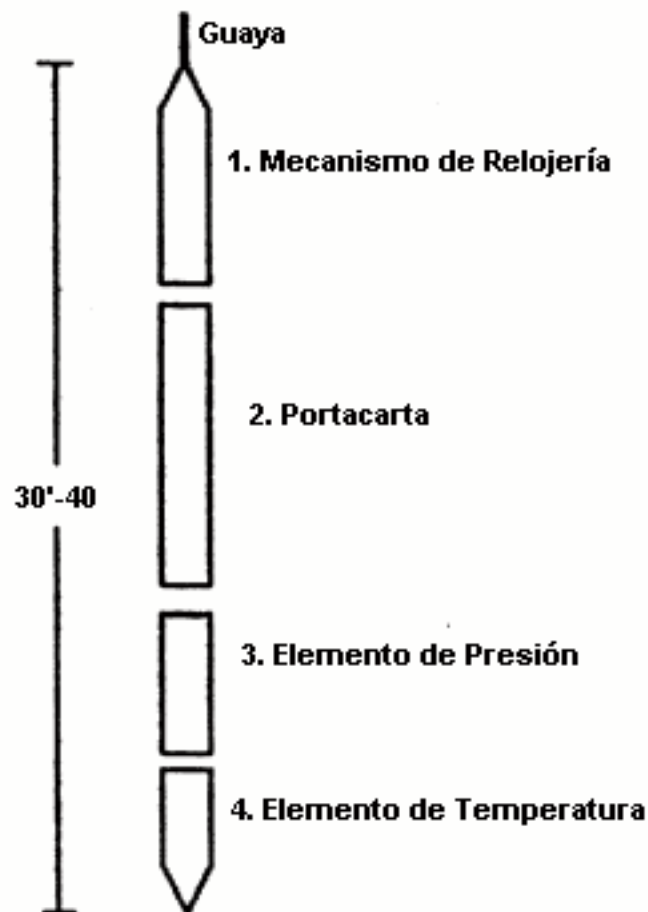 Guaya
1. Mecanismo de Relojería
2. Portacarta
30'-40
3. Elemento de Presión
4. Elemento de Temperatura